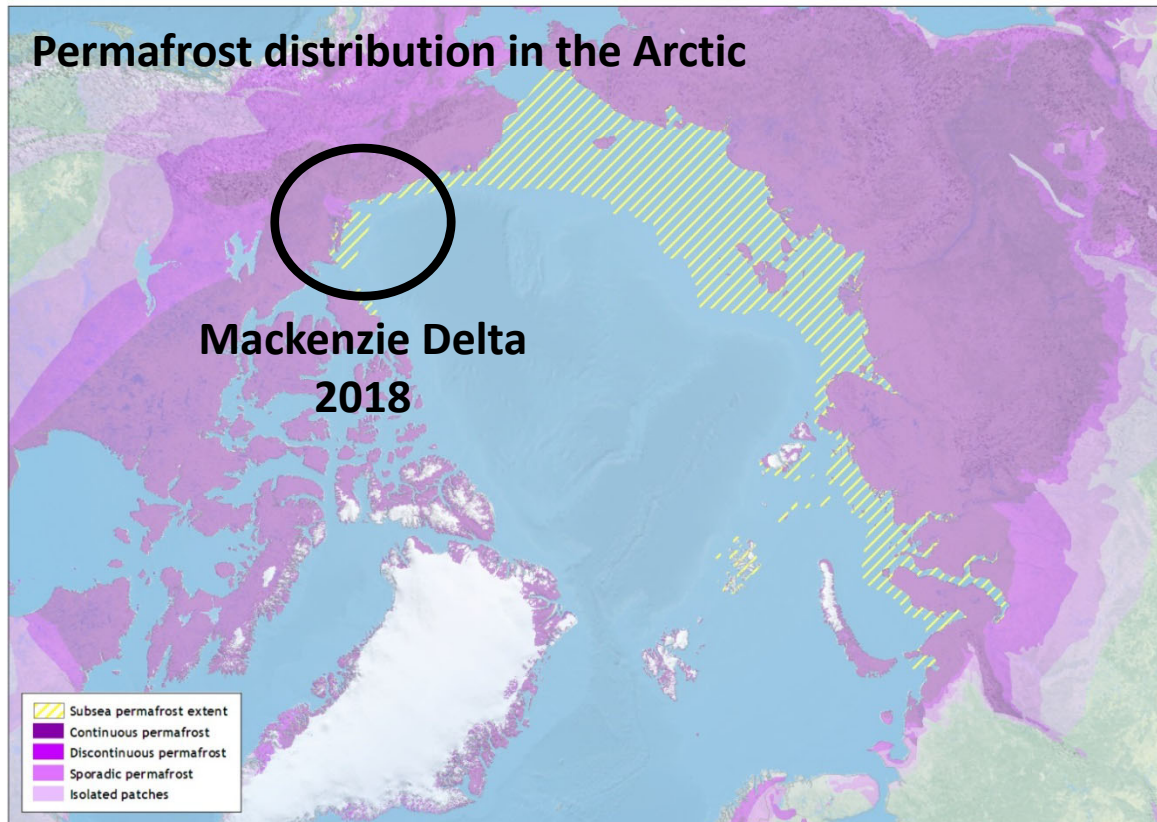 Permafrost distribution in the Arctic
Mackenzie Delta
2018
Subsea permafrost extent
Continuous permafrost
Discontinuous permafrost
Sporadic permafrost
Isolated patches